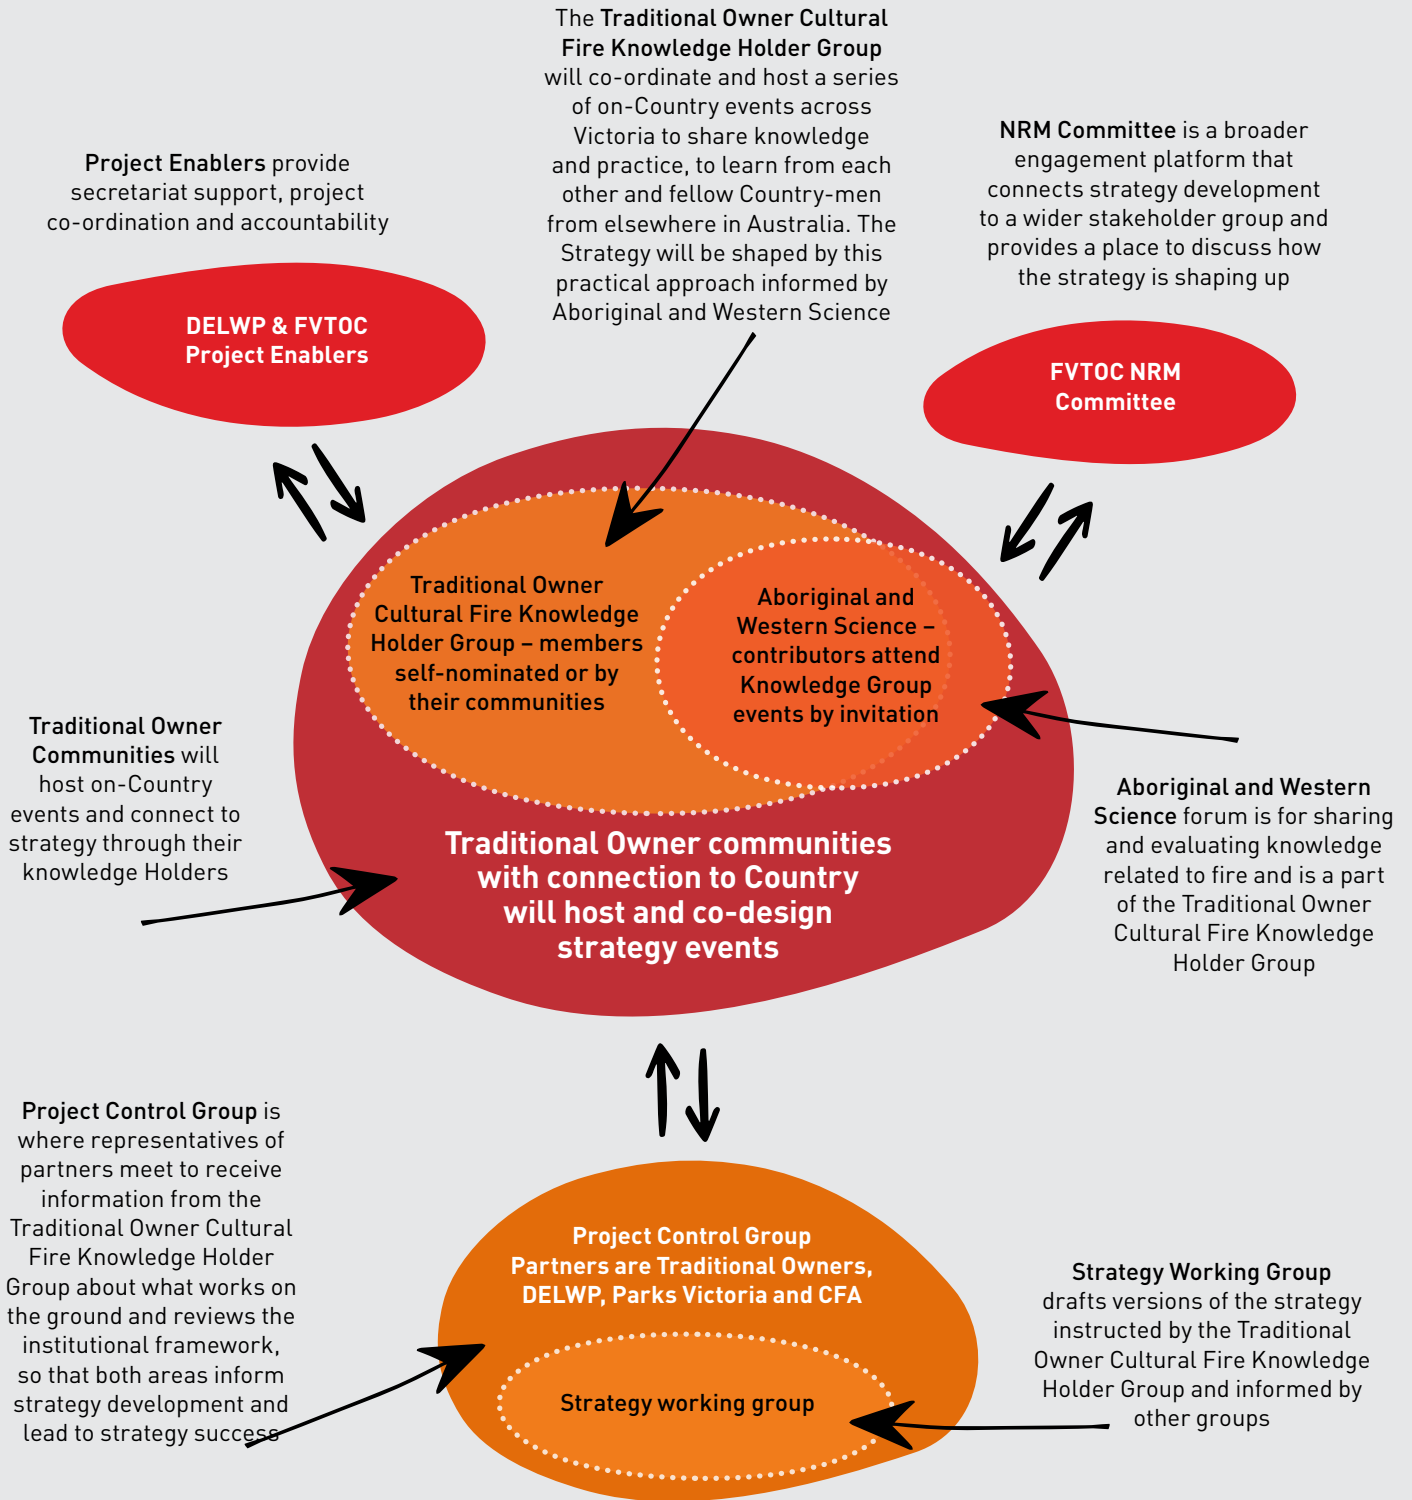 The Traditional Owner Cultural
Fire Knowledge Holder Group
will co-ordinate and host a series
of on-Country events across
Victoria to share knowledge
and practice, to learn from each
other and fellow Country-men
from elsewhere in Australia. The
Strategy will be shaped by this
practical approach informed by
Aboriginal and Western Science
Project Enablers provide
secretariat support, project
co-ordination and accountability
NRM Committee is a broader
engagement platform that
connects strategy development
to a wider stakeholder group and
provides a place to discuss how
the strategy is shaping up
DELWP & FVTOC
Project Enablers
FVTOC NRM
Committee
Traditional Owner
Cultural Fire Knowledge
Holder Group – members
self-nominated or by
their communities
Aboriginal and
Western Science –
contributors attend
Knowledge Group
events by invitation
Traditional Owner
Communities will
host on-Country
events and connect to
strategy through their
knowledge Holders
Aboriginal and Western
Science forum is for sharing
and evaluating knowledge
related to fire and is a part
of the Traditional Owner
Cultural Fire Knowledge
Holder Group
Traditional Owner communities
with connection to Country
will host and co-design
strategy events
Project Control Group is
where representatives of
partners meet to receive
information from the
Traditional Owner Cultural
Fire Knowledge Holder
Group about what works on
the ground and reviews the
institutional framework,
so that both areas inform
strategy development and
lead to strategy success
Project Control Group
Partners are Traditional Owners,
DELWP, Parks Victoria and CFA
Strategy working group
Strategy Working Group
drafts versions of the strategy
instructed by the Traditional
Owner Cultural Fire Knowledge
Holder Group and informed by
other groups